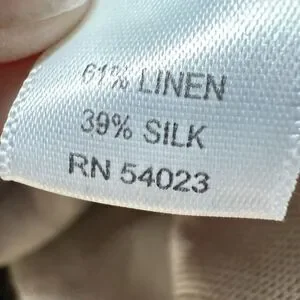 61% LINEN
39% SILK
RN 54023